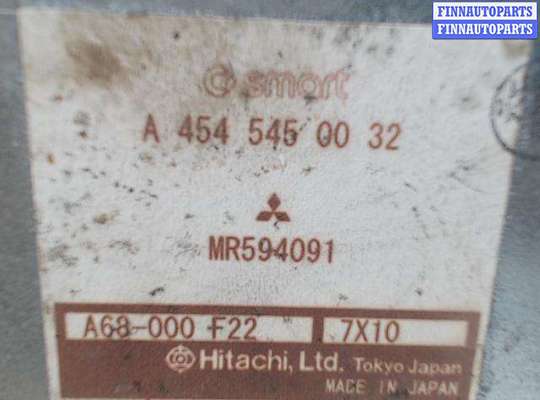 FINNAUTOPARTS
FINNAUTOPARTS
smart
A 454 545 00 32
MR594091
A68-000 F22 7X10
Hitachi, Ltd. Tokyo Japan
MADE IN JAPAN